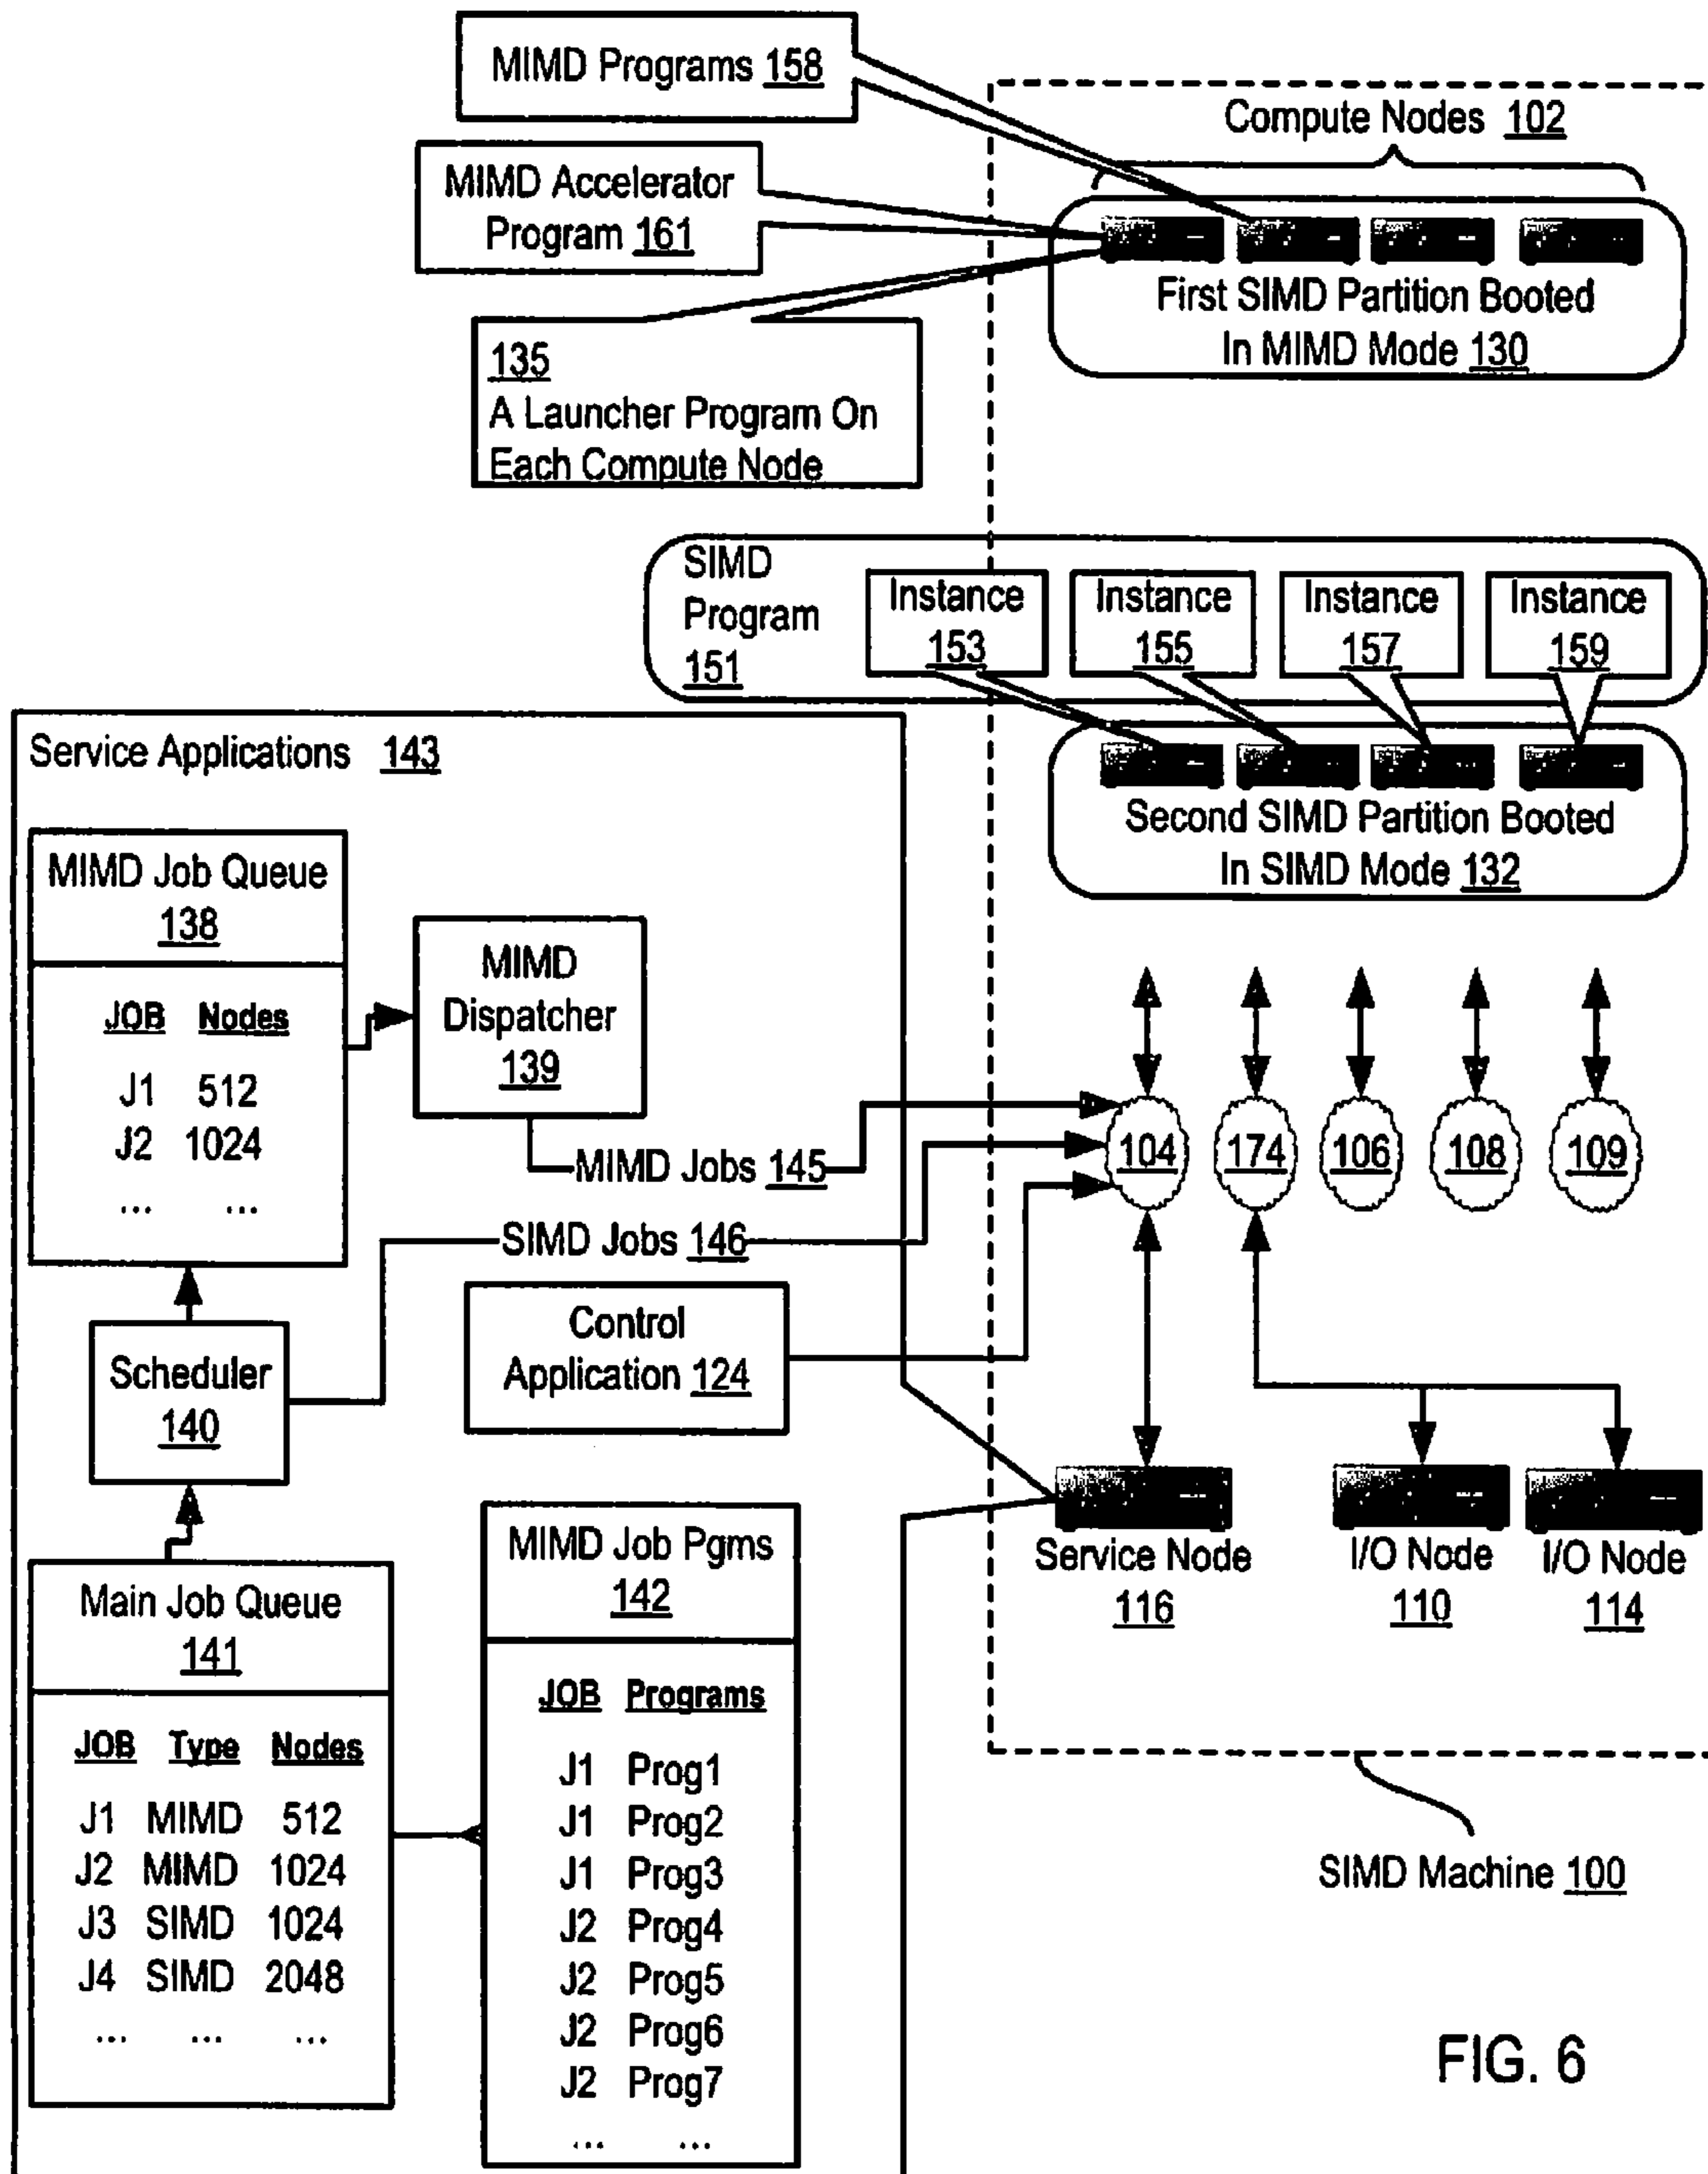 MIMD Programs 158
Compute Nodes 102
MIMD Accelerator
Program 161
First SIMD Partition Booted
In MIMD Mode 130
135
A Launcher Program On
Each Compute Node
SIMD
Program
151
Instance
153
Instance
155
Instance
157
Instance
159
Second SIMD Partition Booted
In SIMD Mode 132
Service Applications 143
MIMD Job Queue
138
JOB Nodes
J1 512
J2 1024
... ...
MIMD
Dispatcher
139
MIMD Jobs 145
SIMD Jobs 146
104
174
106
108
109
Control
Application 124
Scheduler
140
Service Node
116
I/O Node
110
I/O Node
114
Main Job Queue
141
JOB Type Nodes
J1 MIMD 512
J2 MIMD 1024
J3 SIMD 1024
J4 SIMD 2048
... ... ...
MIMD Job Pgms
142
JOB Programs
J1 Prog1
J1 Prog2
J1 Prog3
J2 Prog4
J2 Prog5
J2 Prog6
J2 Prog7
... ...
SIMD Machine 100
FIG. 6